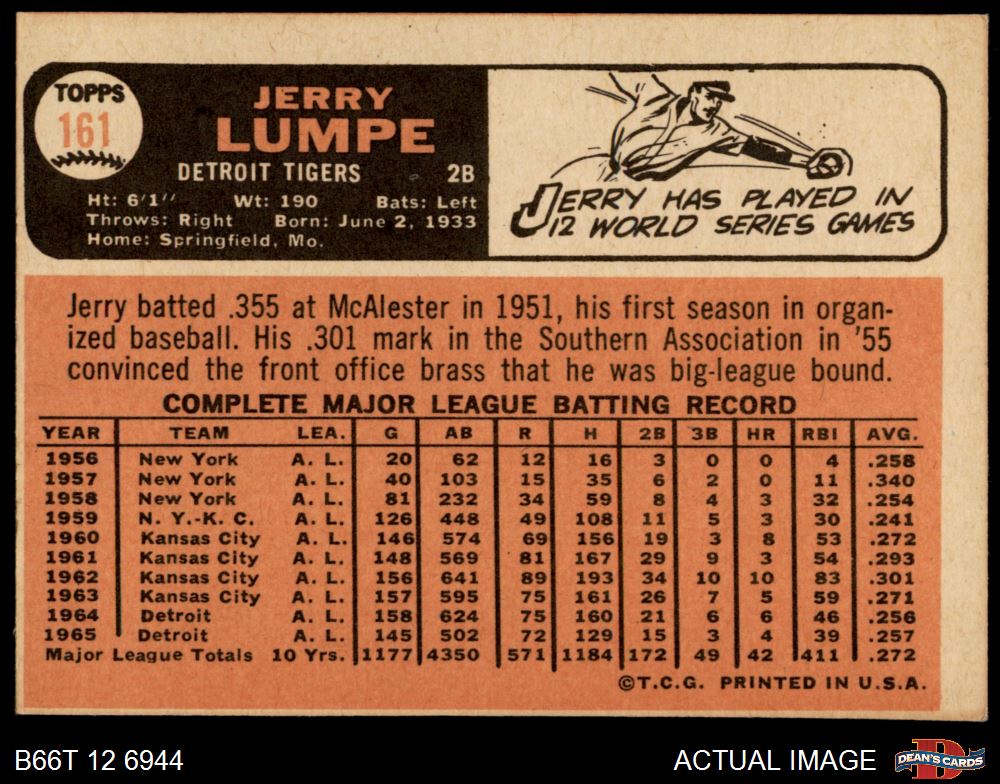 TOPPS
161
JERRY
LUMPE
DETROIT TIGERS 2B
Ht: 6'1" Wt: 190 Bats: Left
Throws: Right Born: June 2, 1933
Home: Springfield, Mo.
JERRY HAS PLAYED IN
12 WORLD SERIES GAMES
Jerry batted .355 at McAlester in 1951, his first season in organ-
ized baseball. His .301 mark in the Southern Association in '55
convinced the front office brass that he was big-league bound.
COMPLETE MAJOR LEAGUE BATTING RECORD
YEAR TEAM LEA. G AB R H 2B 3B HR RBI AVG.
1956 New York A. L. 20 62 12 16 3 0 0 4 .258
1957 New York A. L. 40 103 15 35 6 2 0 11 .340
1958 New York A. L. 81 232 34 59 8 4 3 32 .254
1959 N. Y.-K. C. A. L. 126 448 49 108 11 5 3 30 .241
1960 Kansas City A. L. 146 574 69 156 19 3 8 53 .272
1961 Kansas City A. L. 148 569 81 167 29 9 3 54 .293
1962 Kansas City A. L. 156 641 89 193 34 10 10 83 .301
1963 Kansas City A. L. 157 595 75 161 26 7 5 59 .271
1964 Detroit A. L. 158 624 75 160 21 6 6 46 .256
1965 Detroit A. L. 145 502 72 129 15 3 4 39 .257
Major League Totals 10 Yrs. 1177 4350 571 1184 172 49 42 411 .272
©T.C.G. PRINTED IN U.S.A.
B66T 12 6944 ACTUAL IMAGE
D
DEAN'S CARDS